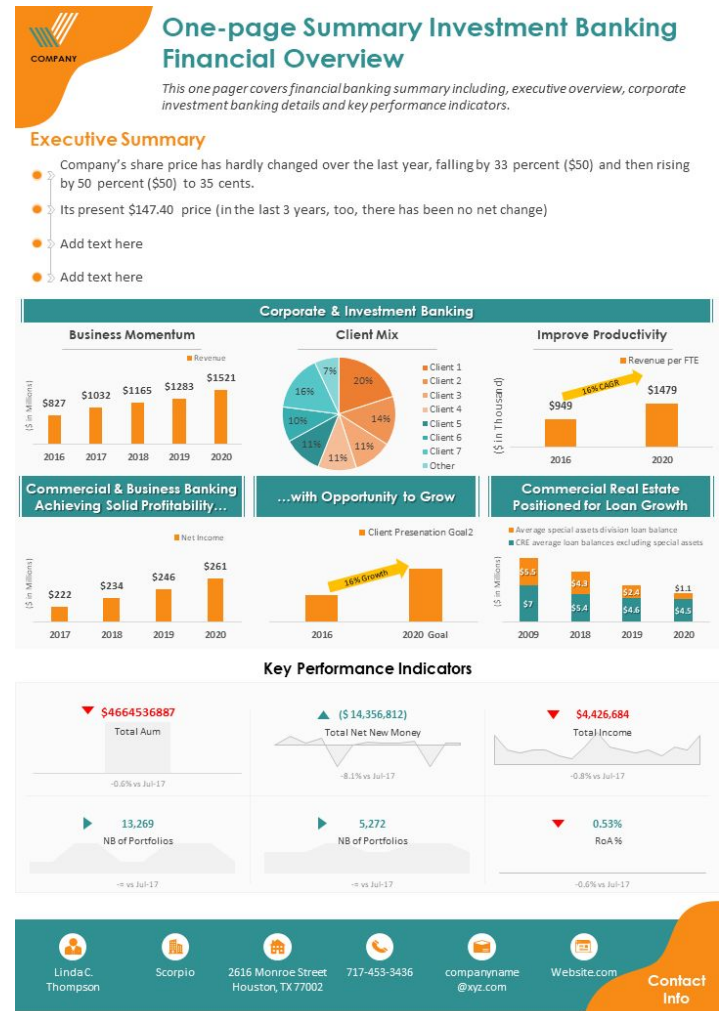 COMPANY
One-page Summary Investment Banking
Financial Overview
This one pager covers financial banking summary including, executive overview, corporate
investment banking details and key performance indicators.
Executive Summary
Company's share price has hardly changed over the last year, falling by 33 percent ($50) and then rising
by 50 percent ($50) to 35 cents.
Its present $147.40 price (in the last 3 years, too, there has been no net change)
Add text here
Add text here
Corporate & Investment Banking
Business Momentum
Revenue
($ in Millions)
$827
$1032
$1165
$1283
$1521
2016
2017
2018
2019
2020
Client Mix
20%
14%
11%
11%
11%
10%
16%
7%
Client 1
Client 2
Client 3
Client 4
Client 5
Client 6
Client 7
Other
Improve Productivity
Revenue per FTE
($ in Thousand)
16% CAGR
$949
$1479
2016
2020
Commercial & Business Banking
Achieving Solid Profitability...
Net Income
($ in Millions)
$222
$234
$246
$261
2017
2018
2019
2020
...with Opportunity to Grow
Client Presenation Goal2
16% Growth
2016
2020 Goal
Commercial Real Estate
Positioned for Loan Growth
Average special assets division loan balance
CRE average loan balances excluding special assets
($ in Millions)
$5.5
$7
$4.3
$5.4
$2.4
$4.6
$1.1
$4.5
2009
2018
2019
2020
Key Performance Indicators
$4664536887
Total Aum
-0.6% vs Jul-17
($ 14,356,812)
Total Net New Money
-8.1% vs Jul-17
$4,426,684
Total Income
-0.8% vs Jul-17
13,269
NB of Portfolios
-= vs Jul-17
5,272
NB of Portfolios
-= vs Jul-17
0.53%
RoA %
-0.6% vs Jul-17
Linda C.
Thompson
Scorpio
2616 Monroe Street
Houston, TX 77002
717-453-3436
companyname
@xyz.com
Website.com
Contact
Info